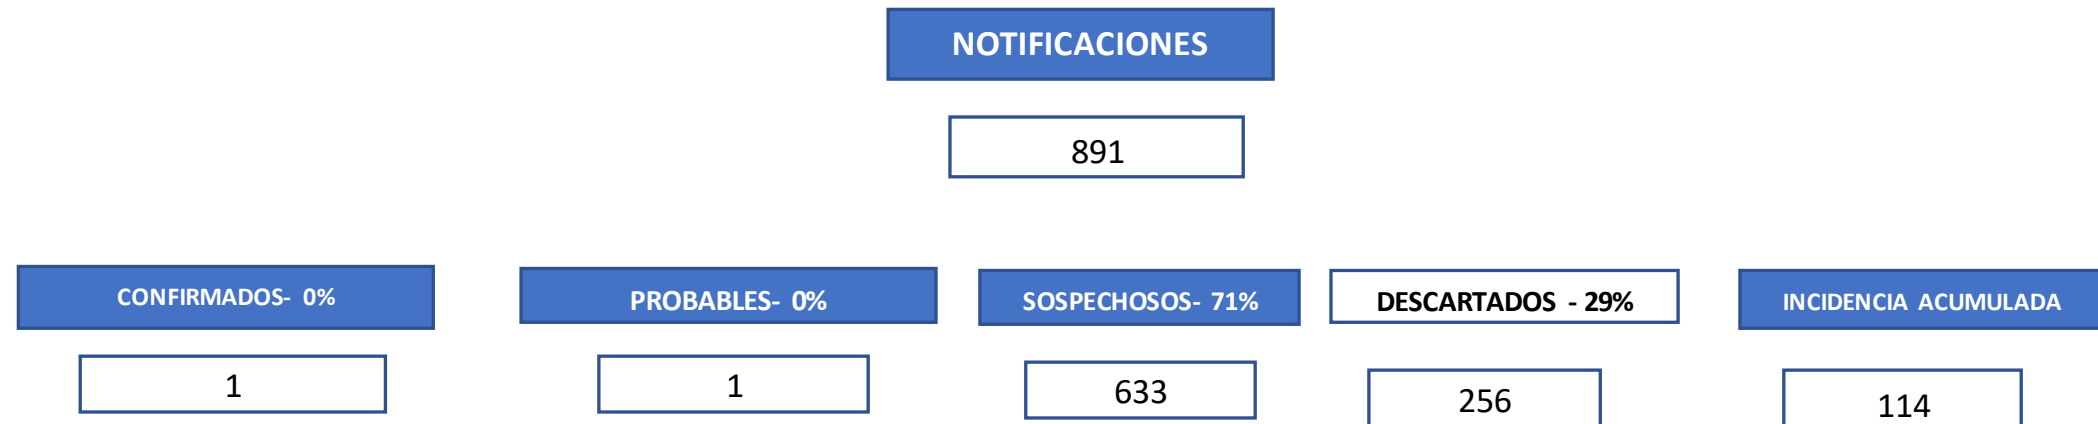 NOTIFICACIONES
891
CONFIRMADOS- 0%
PROBABLES- 0%
SOSPECHOSOS- 71%
DESCARTADOS - 29%
INCIDENCIA ACUMULADA
1
1
633
256
114